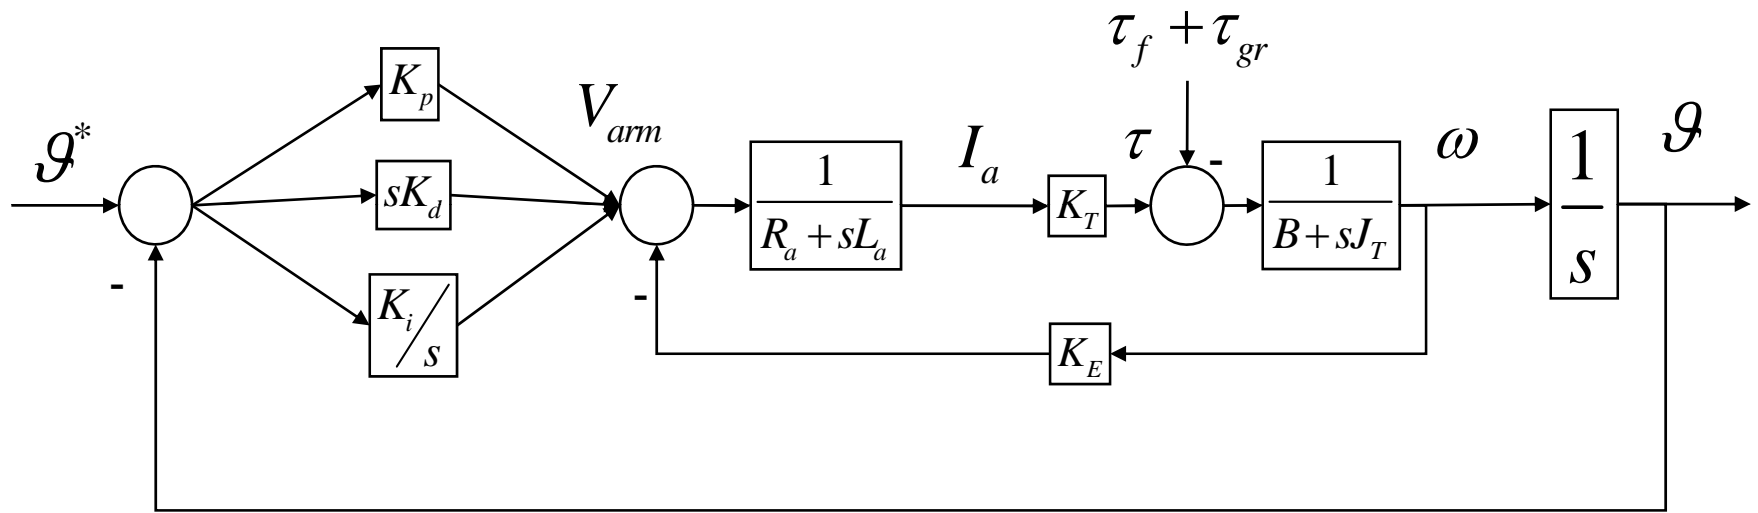 ϑ*
-
K_p
sK_d
K_i/s
V_arm
-
1/(R_a + sL_a)
I_a
K_T
τ
τ_f + τ_gr
-
1/(B + sJ_T)
ω
K_E
1/s
ϑ